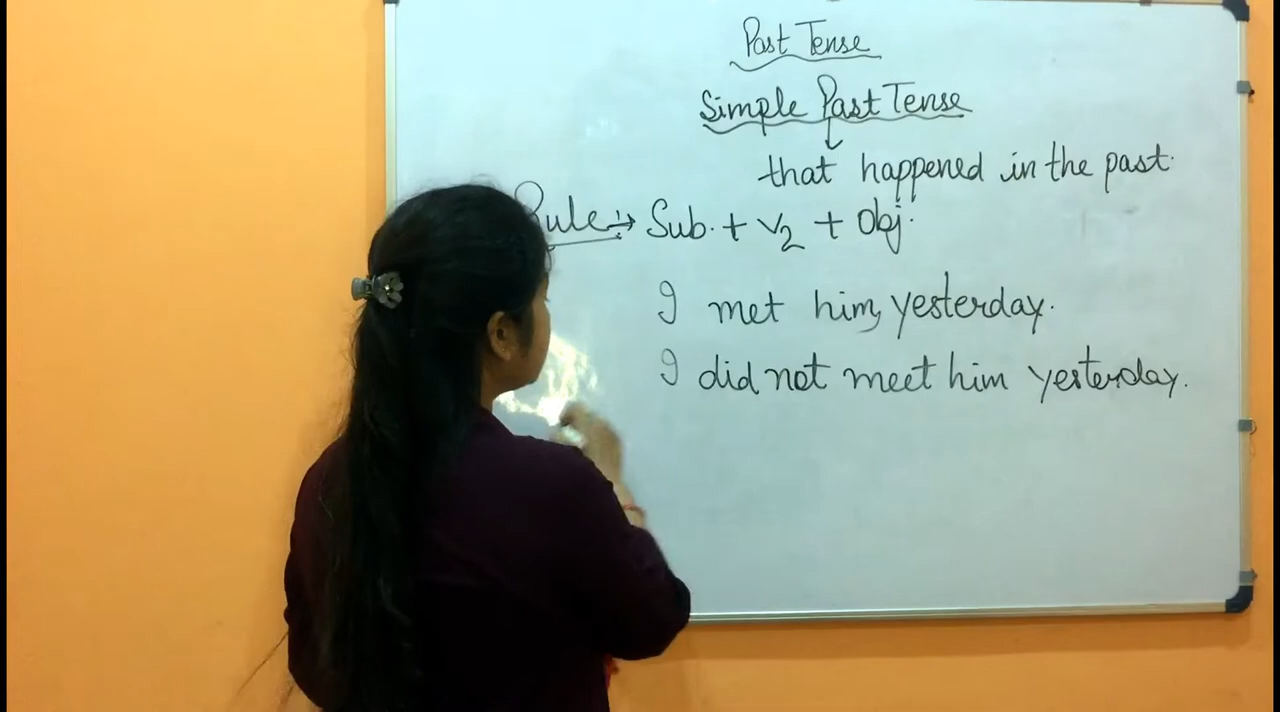 Past Tense
Simple Past Tense
that happened in the past.
Rule:→ Sub. + V2 + Obj.
I met him, yesterday.
I did not meet him yesterday.